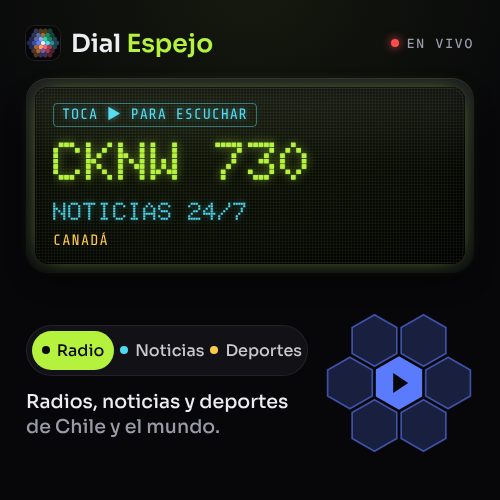 Dial Espejo
EN VIVO
TOCA ▶ PARA ESCUCHAR
CKNW 730
NOTICIAS 24/7
CANADÁ
Radio
Noticias
Deportes
Radios, noticias y deportes
de Chile y el mundo.